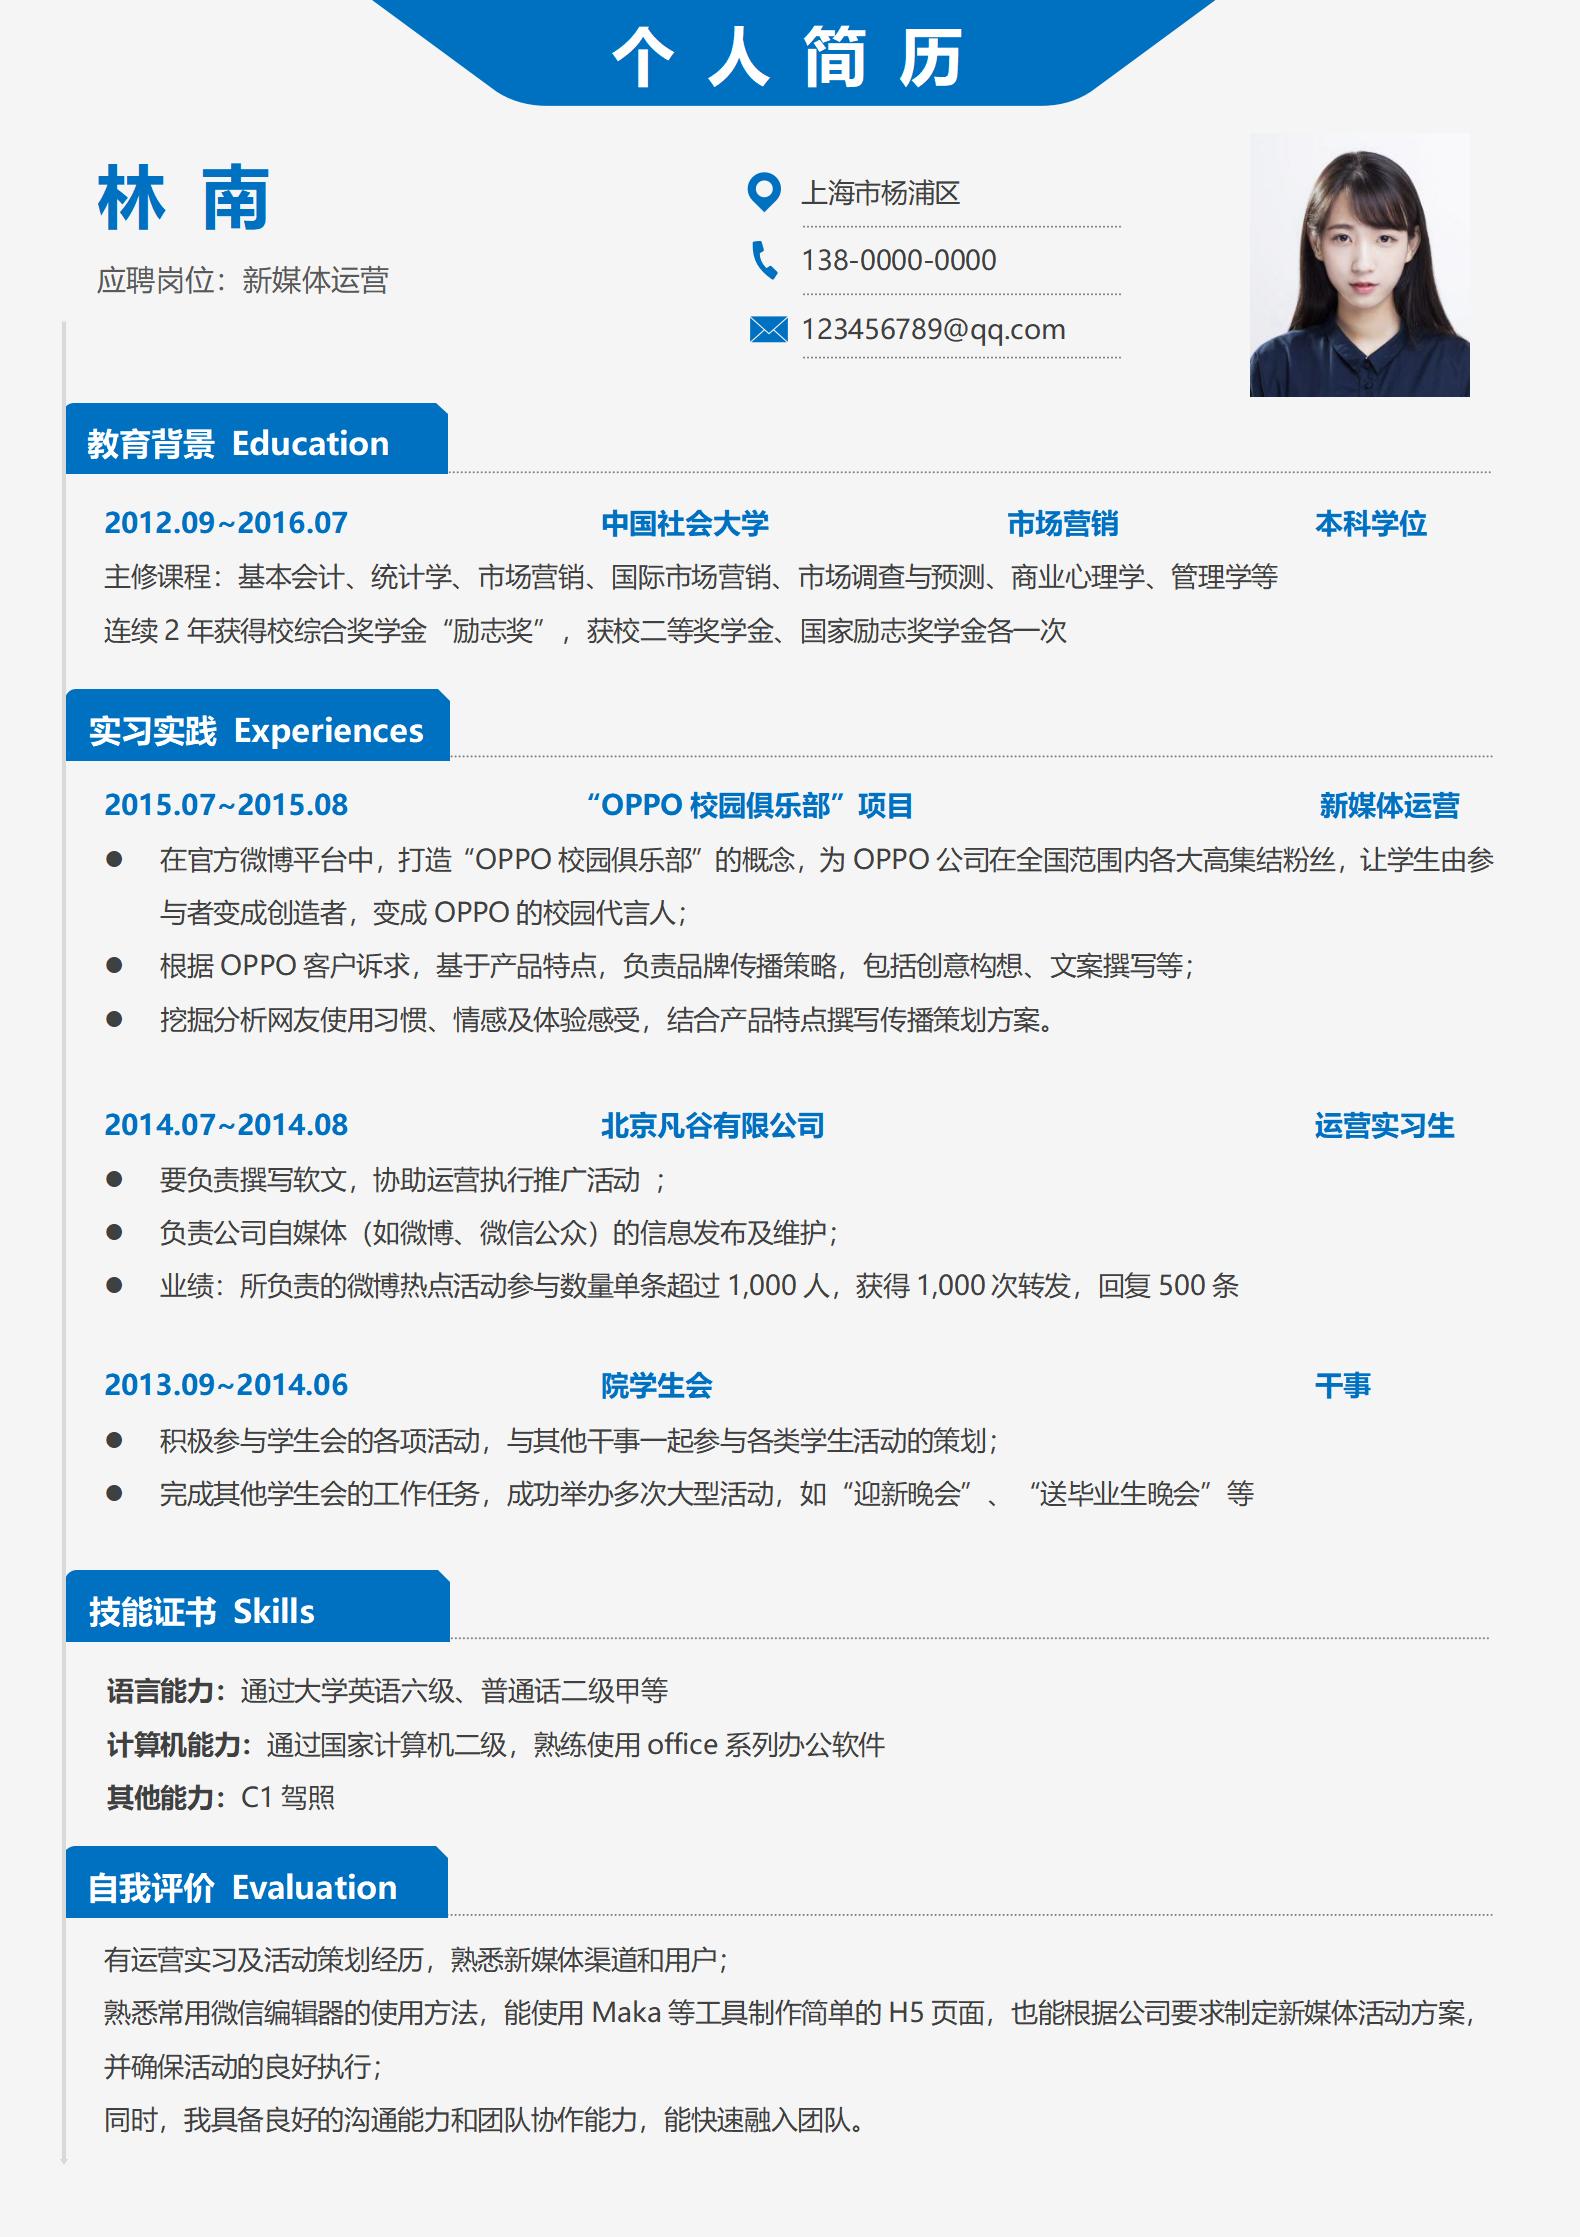 个人简历
林南
应聘岗位：新媒体运营
上海市杨浦区
138-0000-0000
123456789@qq.com
教育背景 Education
2012.09~2016.07 中国社会大学 市场营销 本科学位
主修课程：基本会计、统计学、市场营销、国际市场营销、市场调查与预测、商业心理学、管理学等
连续 2 年获得校综合奖学金“励志奖”，获校二等奖学金、国家励志奖学金各一次
实习实践 Experiences
2015.07~2015.08 “OPPO 校园俱乐部”项目 新媒体运营
● 在官方微博平台中，打造“OPPO 校园俱乐部”的概念，为 OPPO 公司在全国范围内各大高集结粉丝，让学生由参
与者变成创造者，变成 OPPO 的校园代言人；
● 根据 OPPO 客户诉求，基于产品特点，负责品牌传播策略，包括创意构想、文案撰写等；
● 挖掘分析网友使用习惯、情感及体验感受，结合产品特点撰写传播策划方案。
2014.07~2014.08 北京凡谷有限公司 运营实习生
● 要负责撰写软文，协助运营执行推广活动 ；
● 负责公司自媒体（如微博、微信公众）的信息发布及维护；
● 业绩：所负责的微博热点活动参与数量单条超过 1,000 人，获得 1,000 次转发，回复 500 条
2013.09~2014.06 院学生会 干事
● 积极参与学生会的各项活动，与其他干事一起参与各类学生活动的策划；
● 完成其他学生会的工作任务，成功举办多次大型活动，如“迎新晚会”、“送毕业生晚会”等
技能证书 Skills
语言能力：通过大学英语六级、普通话二级甲等
计算机能力：通过国家计算机二级，熟练使用 office 系列办公软件
其他能力：C1 驾照
自我评价 Evaluation
有运营实习及活动策划经历，熟悉新媒体渠道和用户；
熟悉常用微信编辑器的使用方法，能使用 Maka 等工具制作简单的 H5 页面，也能根据公司要求制定新媒体活动方案，
并确保活动的良好执行；
同时，我具备良好的沟通能力和团队协作能力，能快速融入团队。